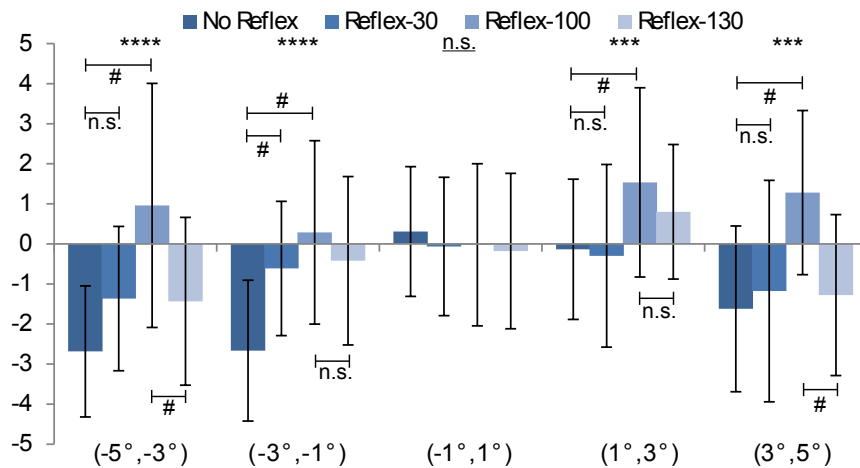 No Reflex Reflex-30 Reflex-100 Reflex-130
5 **** **** n.s. *** ***
4 # #
# #
3 n.s. n.s. n.s.
# 
2
1
0
-1
-2 n.s.
-3 n.s.
-4 # #
-5
(-5°,-3°) (-3°,-1°) (-1°,1°) (1°,3°) (3°,5°)